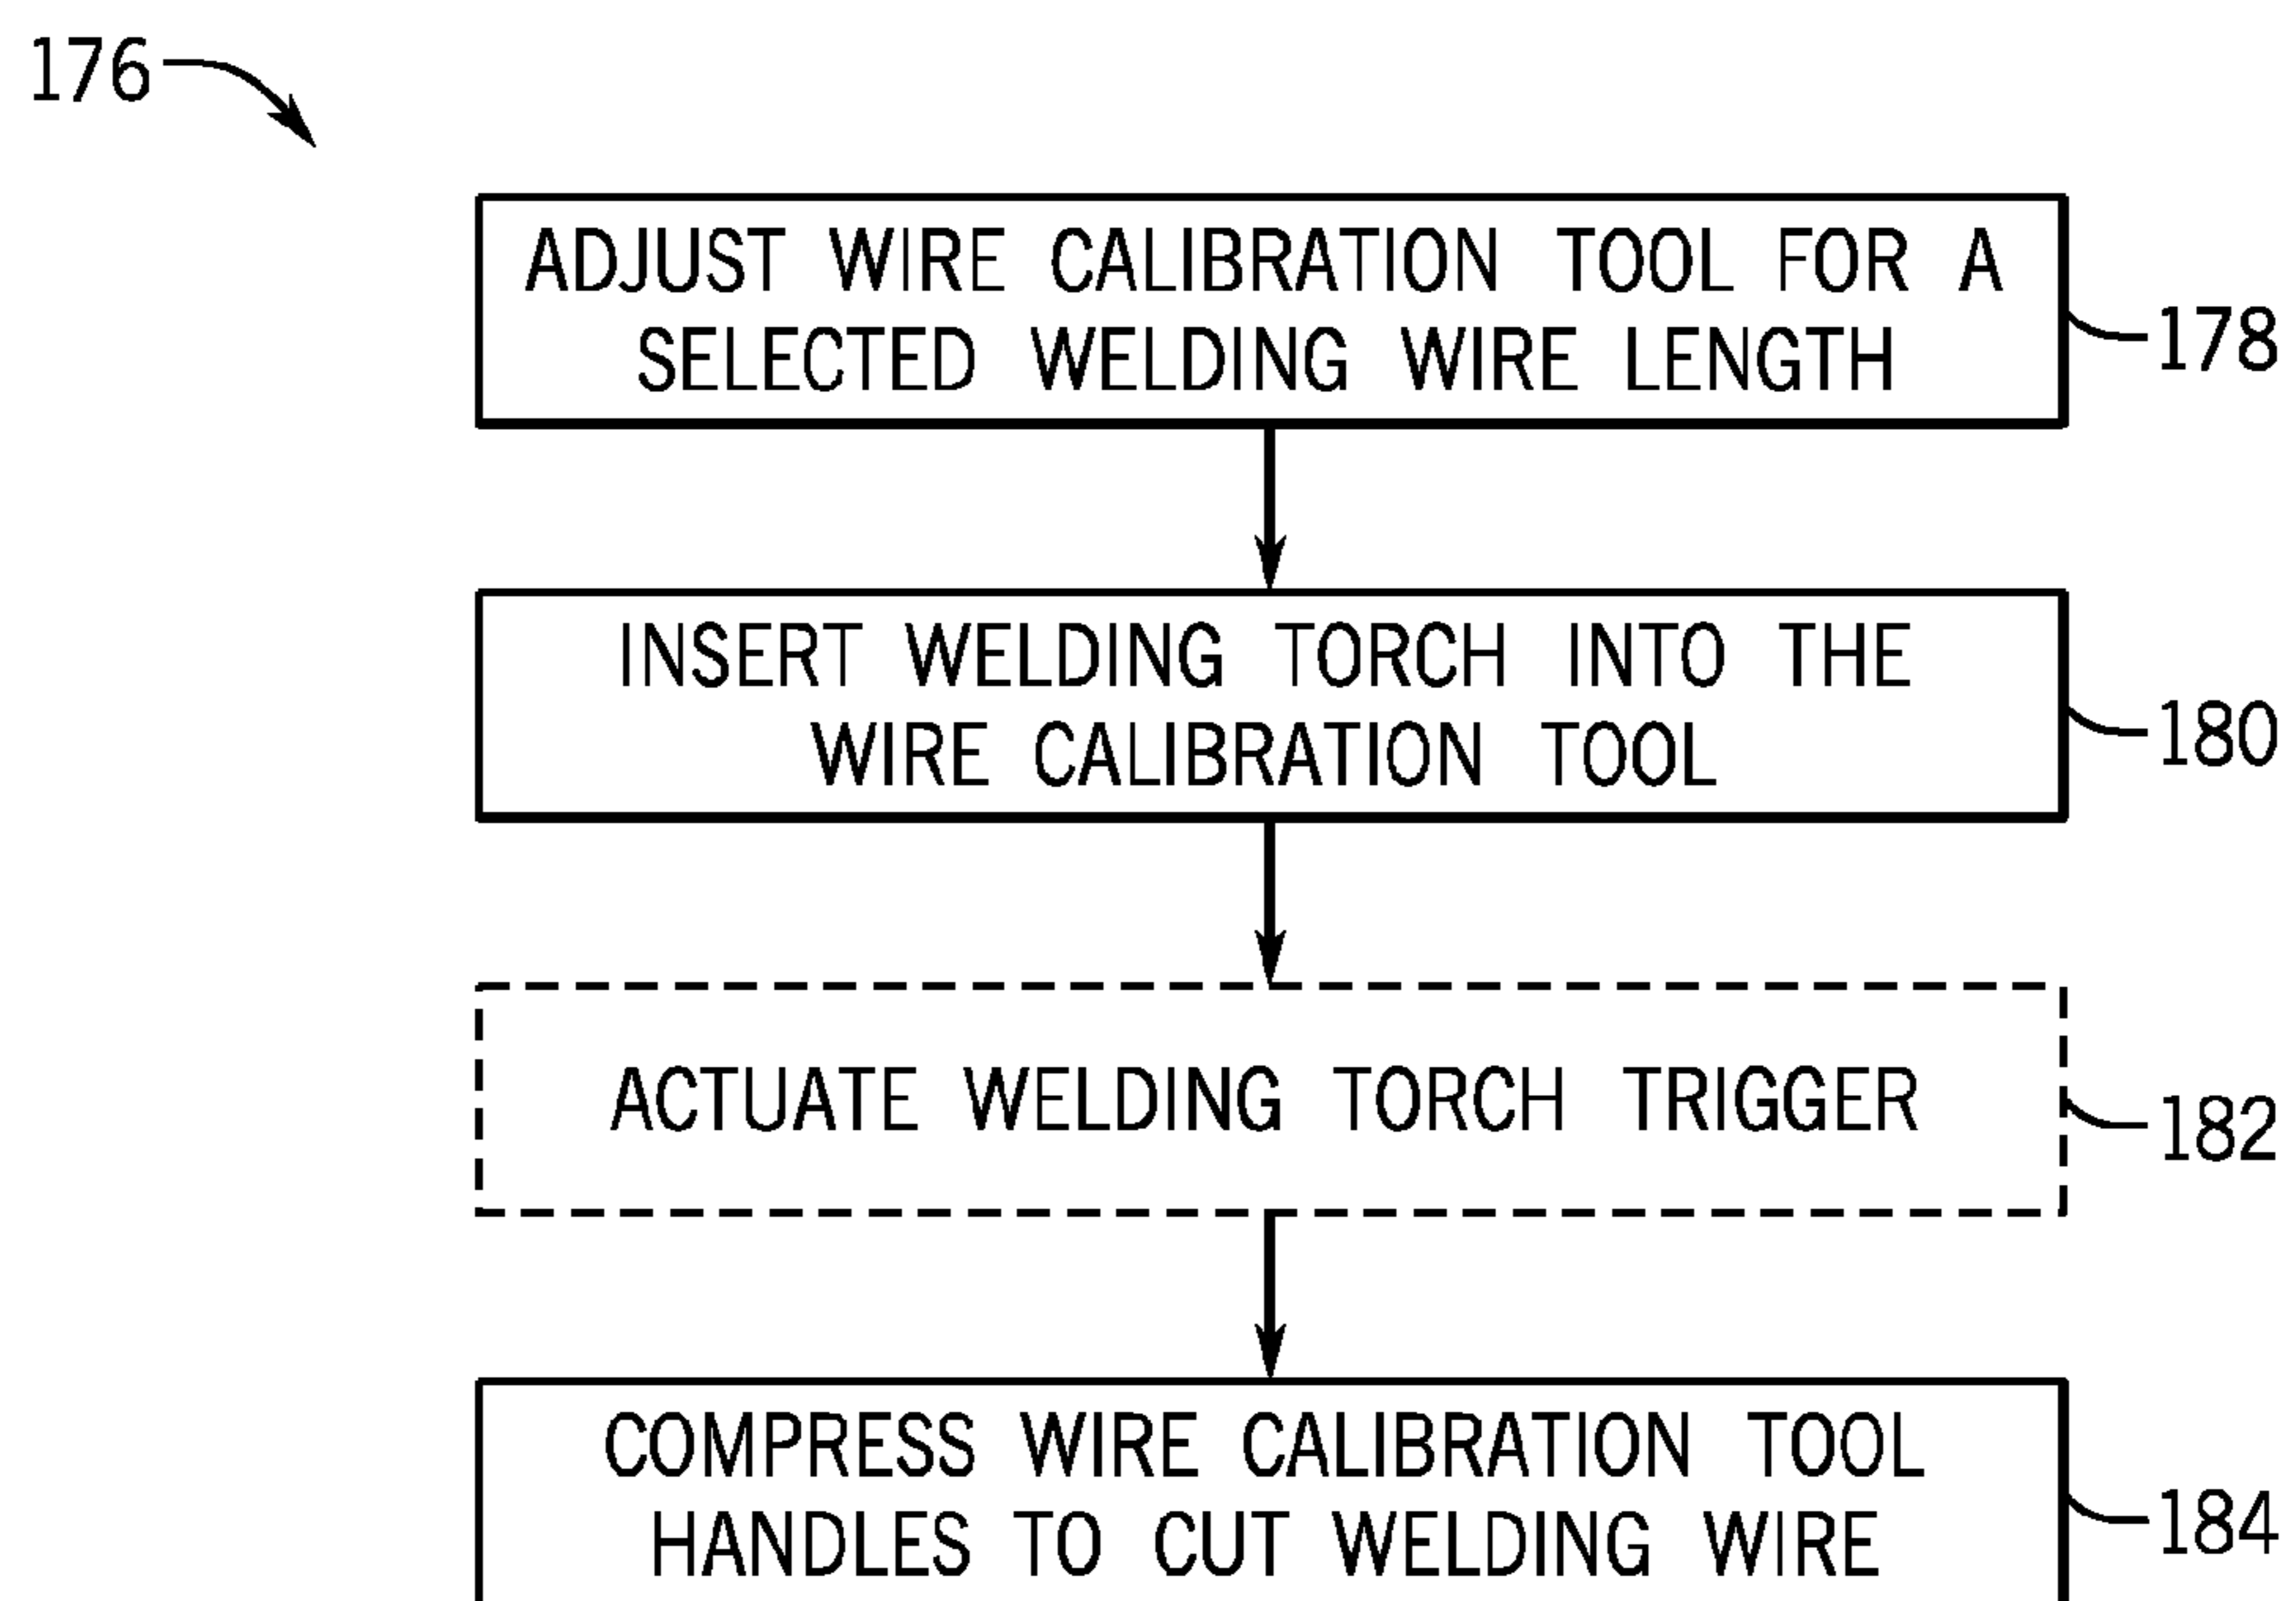 176
ADJUST WIRE CALIBRATION TOOL FOR A
SELECTED WELDING WIRE LENGTH
178
INSERT WELDING TORCH INTO THE
WIRE CALIBRATION TOOL
180
ACTUATE WELDING TORCH TRIGGER
182
COMPRESS WIRE CALIBRATION TOOL
HANDLES TO CUT WELDING WIRE
184